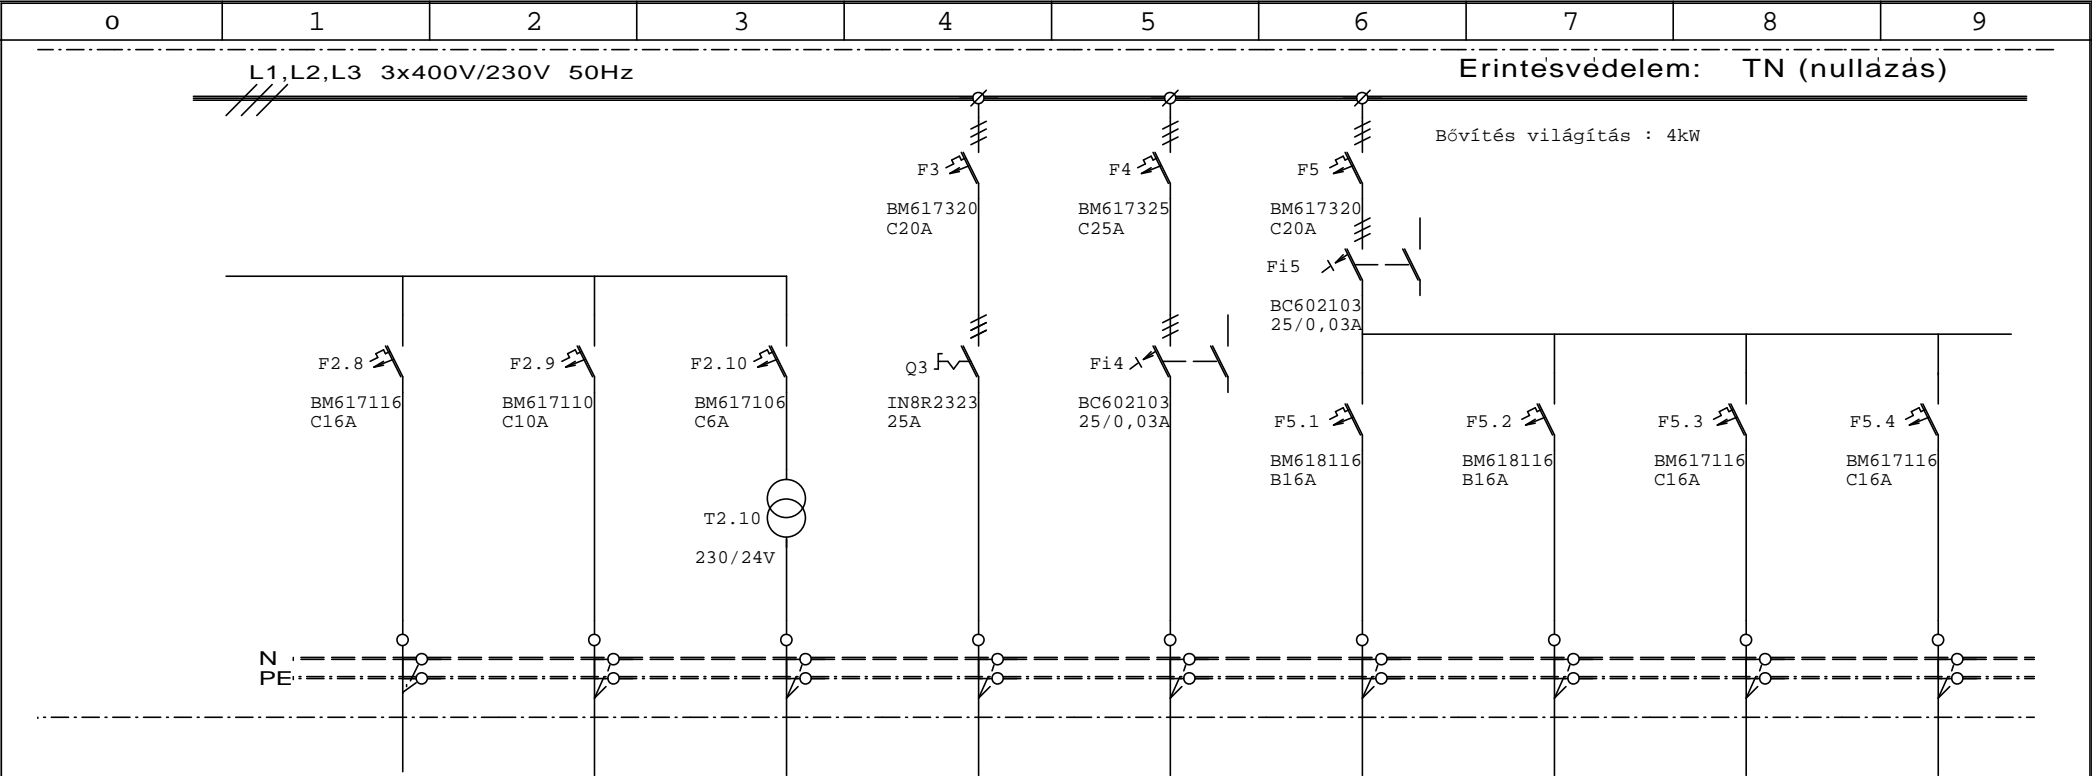 o 1 2 3 4 5 6 7 8 9
L1,L2,L3 3x400V/230V 50Hz
Érintésvédelem: TN (nullázás)
Bővítés világítás : 4kW
F3
BM617320
C20A
F4
BM617325
C25A
F5
BM617320
C20A
Fi5
BC602103
25/0,03A
F2.8
BM617116
C16A
F2.9
BM617110
C10A
F2.10
BM617106
C6A
Q3
IN8R2323
25A
Fi4
BC602103
25/0,03A
F5.1
BM618116
B16A
F5.2
BM618116
B16A
F5.3
BM617116
C16A
F5.4
BM617116
C16A
T2.10
230/24V
N
PE